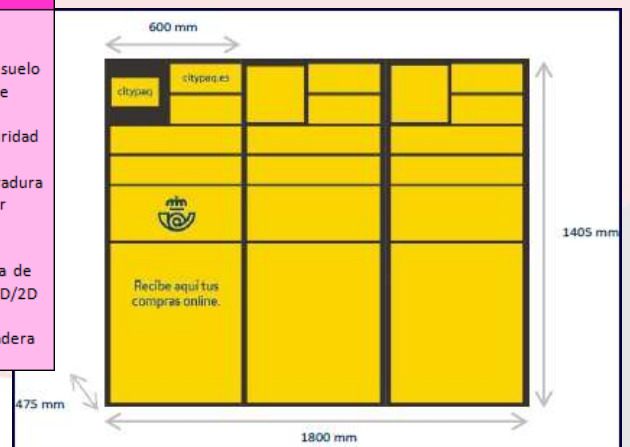 suelo
e
ridad
adura
r
a de
D/2D
dera
600 mm
citypaq
citypaq.es
1405 mm
Recibe aquí tus
compras online.
475 mm
1800 mm